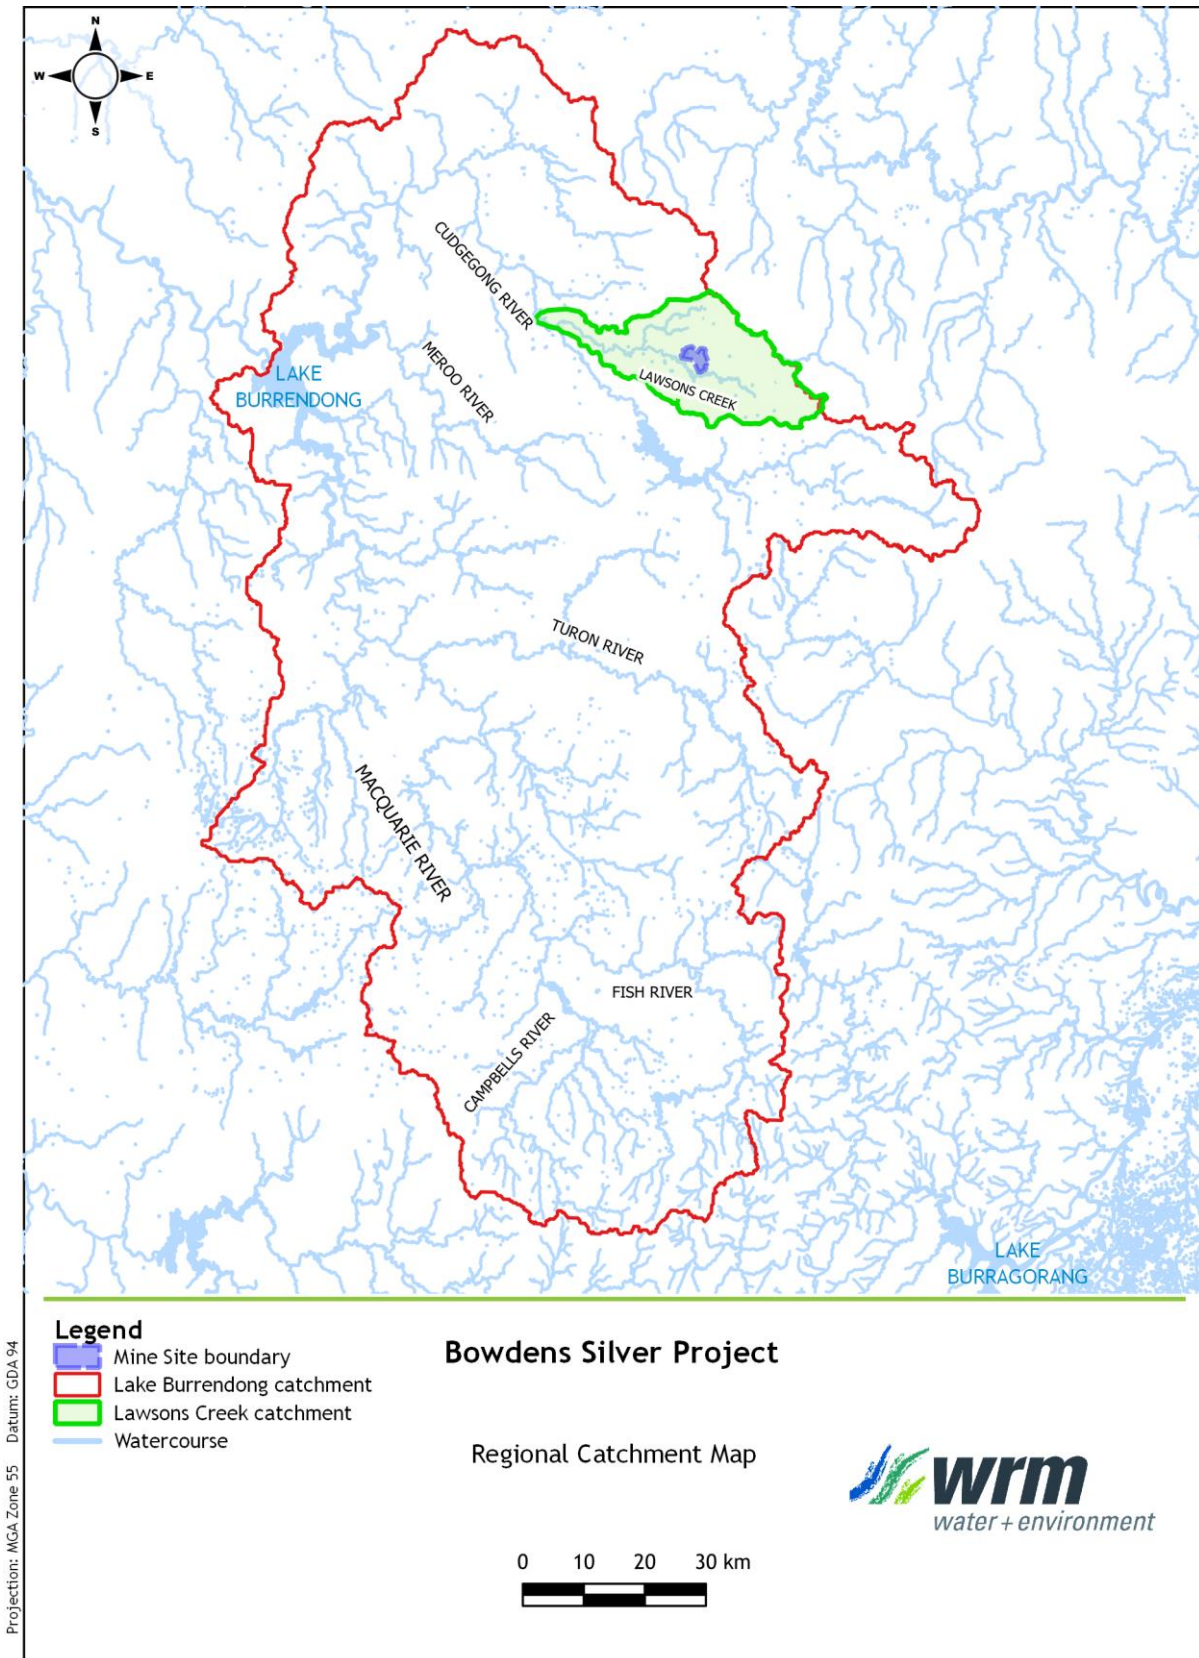 N
W
E
S
CUDGEGONG RIVER
MEROO RIVER
LAKE
BURRENDONG
LAWSONS CREEK
TURON RIVER
MACQUARIE RIVER
FISH RIVER
CAMPBELLS RIVER
LAKE
BURRAGORANG
Legend
Mine Site boundary
Lake Burrendong catchment
Lawsons Creek catchment
Watercourse
Bowdens Silver Project
Regional Catchment Map
wrm
water + environment
0 10 20 30 km
Projection: MGA Zone 55 Datum: GDA 94